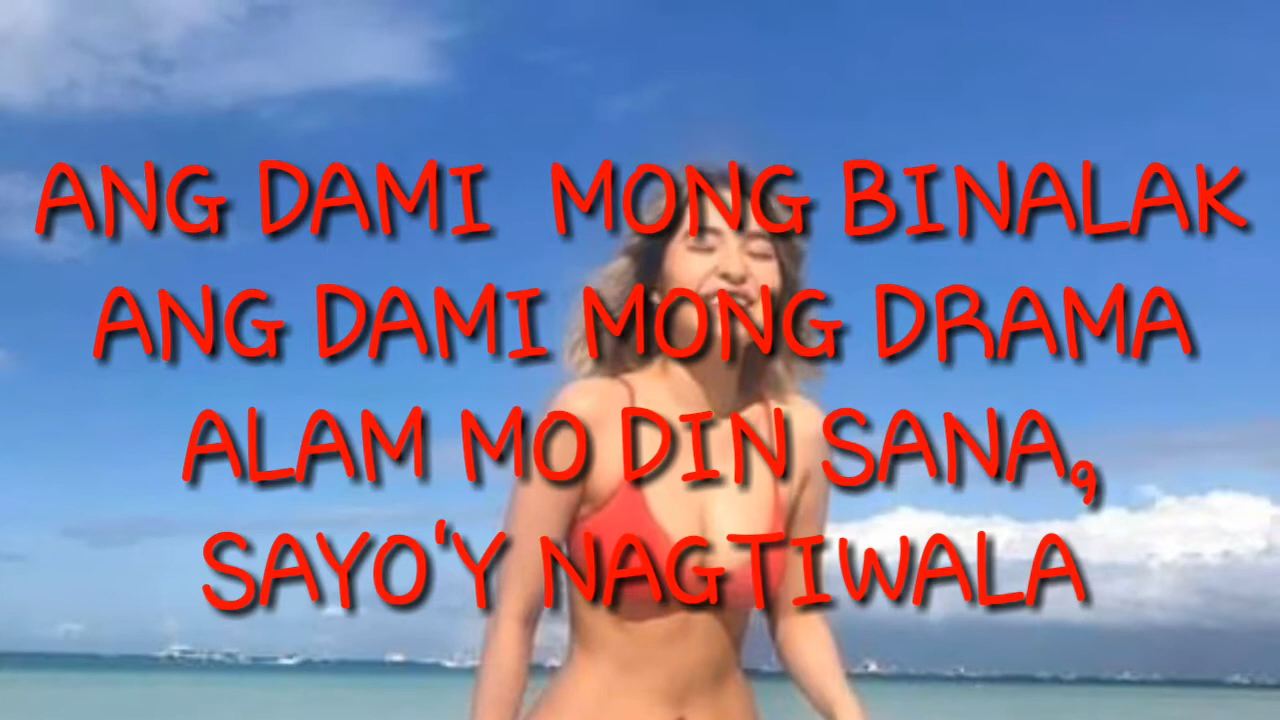 ANG DAMI MONG BINALAK
ANG DAMI MONG DRAMA
ALAM MO DIN SANA,
SAYO'Y NAGTIWALA